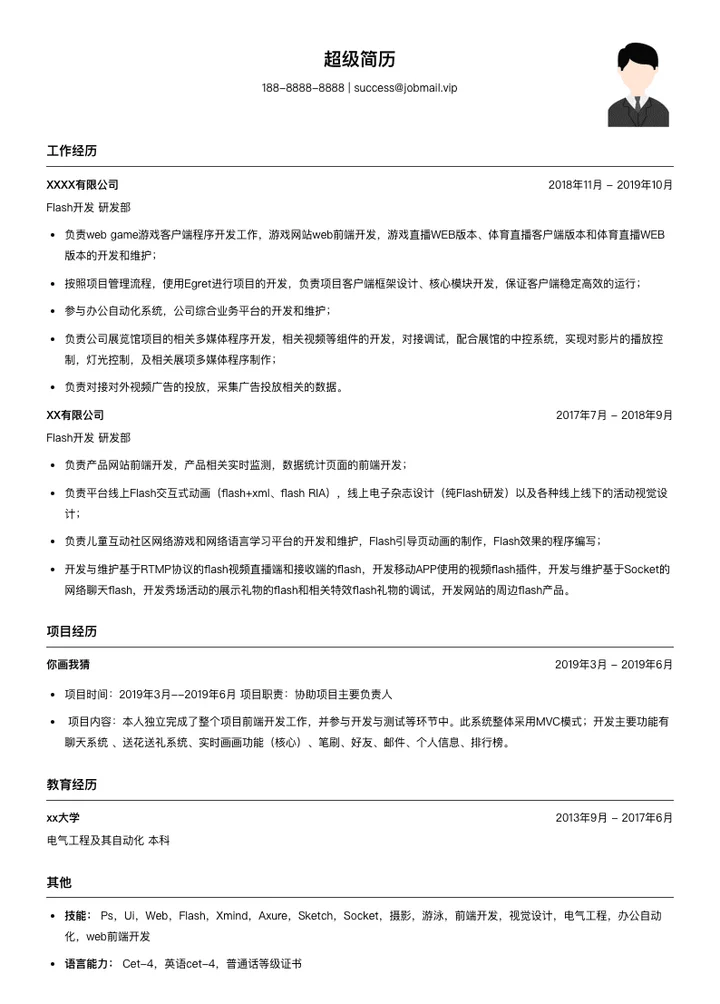 超级简历
188-8888-8888 | success@jobmail.vip
工作经历
XXXX有限公司 2018年11月 - 2019年10月
Flash开发 研发部
• 负责web game游戏客户端程序开发工作，游戏网站web前端开发，游戏直播WEB版本、体育直播客户端版本和体育直播WEB
版本的开发和维护；
• 按照项目管理流程，使用Egret进行项目的开发，负责项目客户端框架设计、核心模块开发，保证客户端稳定高效的运行；
• 参与办公自动化系统，公司综合业务平台的开发和维护；
• 负责公司展览馆项目的相关多媒体程序开发，相关视频等组件的开发，对接调试，配合展馆的中控系统，实现对影片的播放控
制，灯光控制，及相关展项多媒体程序制作；
• 负责对接对外视频广告的投放，采集广告投放相关的数据。
XX有限公司 2017年7月 - 2018年9月
Flash开发 研发部
• 负责产品网站前端开发，产品相关实时监测，数据统计页面的前端开发；
• 负责平台线上Flash交互式动画（flash+xml、flash RIA），线上电子杂志设计（纯Flash研发）以及各种线上线下的活动视觉设
计；
• 负责儿童互动社区网络游戏和网络语言学习平台的开发和维护，Flash引导页动画的制作，Flash效果的程序编写；
• 开发与维护基于RTMP协议的flash视频直播端和接收端的flash，开发移动APP使用的视频flash插件，开发与维护基于Socket的
网络聊天flash，开发秀场活动的展示礼物的flash和相关特效flash礼物的调试，开发网站的周边flash产品。
项目经历
你画我猜 2019年3月 - 2019年6月
• 项目时间：2019年3月--2019年6月 项目职责：协助项目主要负责人
• 项目内容：本人独立完成了整个项目前端开发工作，并参与开发与测试等环节中。此系统整体采用MVC模式；开发主要功能有
聊天系统 、送花送礼系统、实时画画功能（核心）、笔刷、好友、邮件、个人信息、排行榜。
教育经历
xx大学 2013年9月 - 2017年6月
电气工程及其自动化 本科
其他
• 技能： Ps，Ui，Web，Flash，Xmind，Axure，Sketch，Socket，摄影，游泳，前端开发，视觉设计，电气工程，办公自动
化，web前端开发
• 语言能力： Cet-4，英语cet-4，普通话等级证书